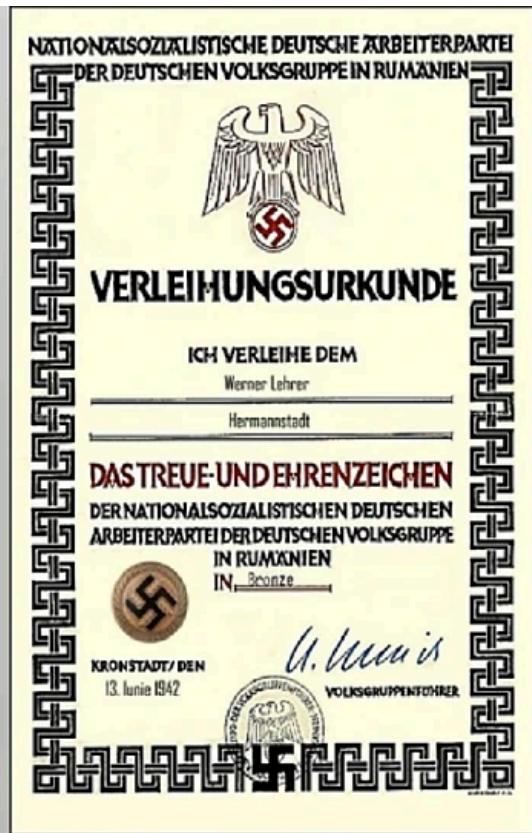 NATIONALSOZIALISTISCHE DEUTSCHE ARBEITERPARTEI
DER DEUTSCHEN VOLKSGRUPPE IN RUMÄNIEN
VERLEIHUNGSURKUNDE
ICH VERLEIHE DEM
Werner Lehrer
Hermannstadt
DAS TREUE-UND EHRENZEICHEN
DER NATIONALSOZIALISTISCHEN DEUTSCHEN
ARBEITERPARTEI DER DEUTSCHEN VOLKSGRUPPE
IN RUMÄNIEN
IN Bronze
KRONSTADT/DEN
13. Iunie 1942
VOLKSGRUPPENFÜHRER